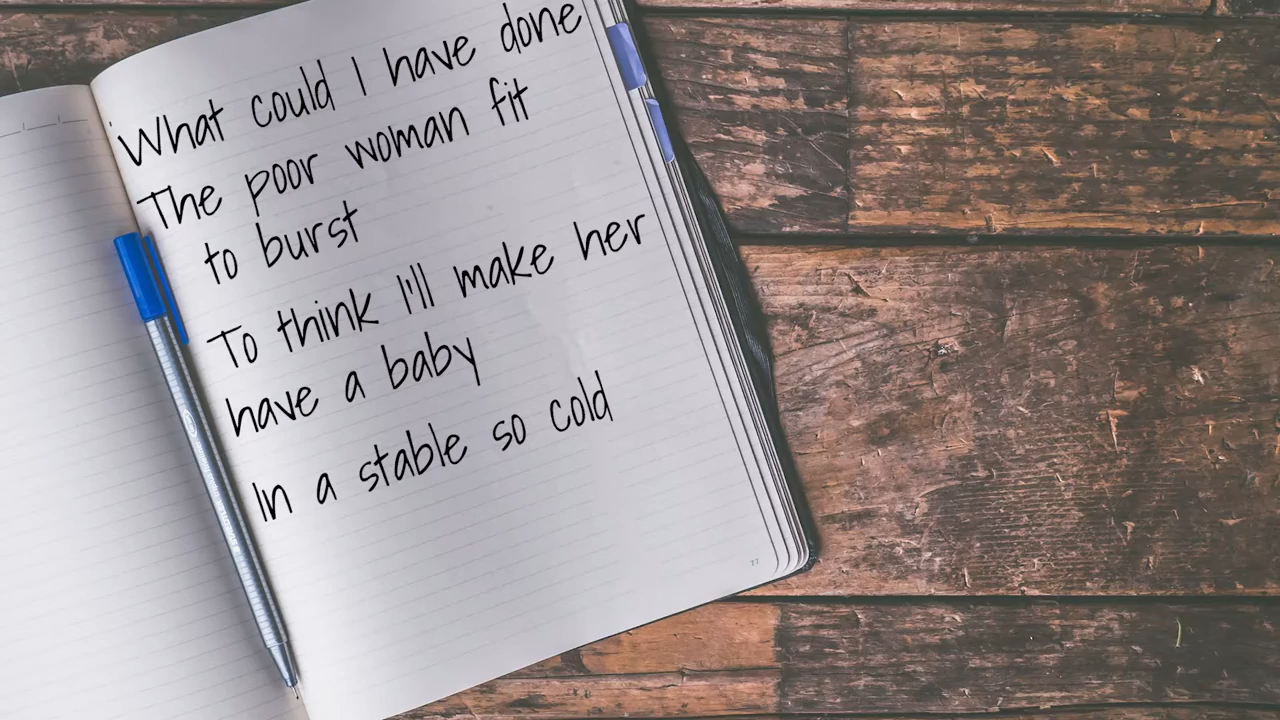 What could I have done
The poor woman fit
to burst
To think I'll make her
have a baby
In a stable so cold
77